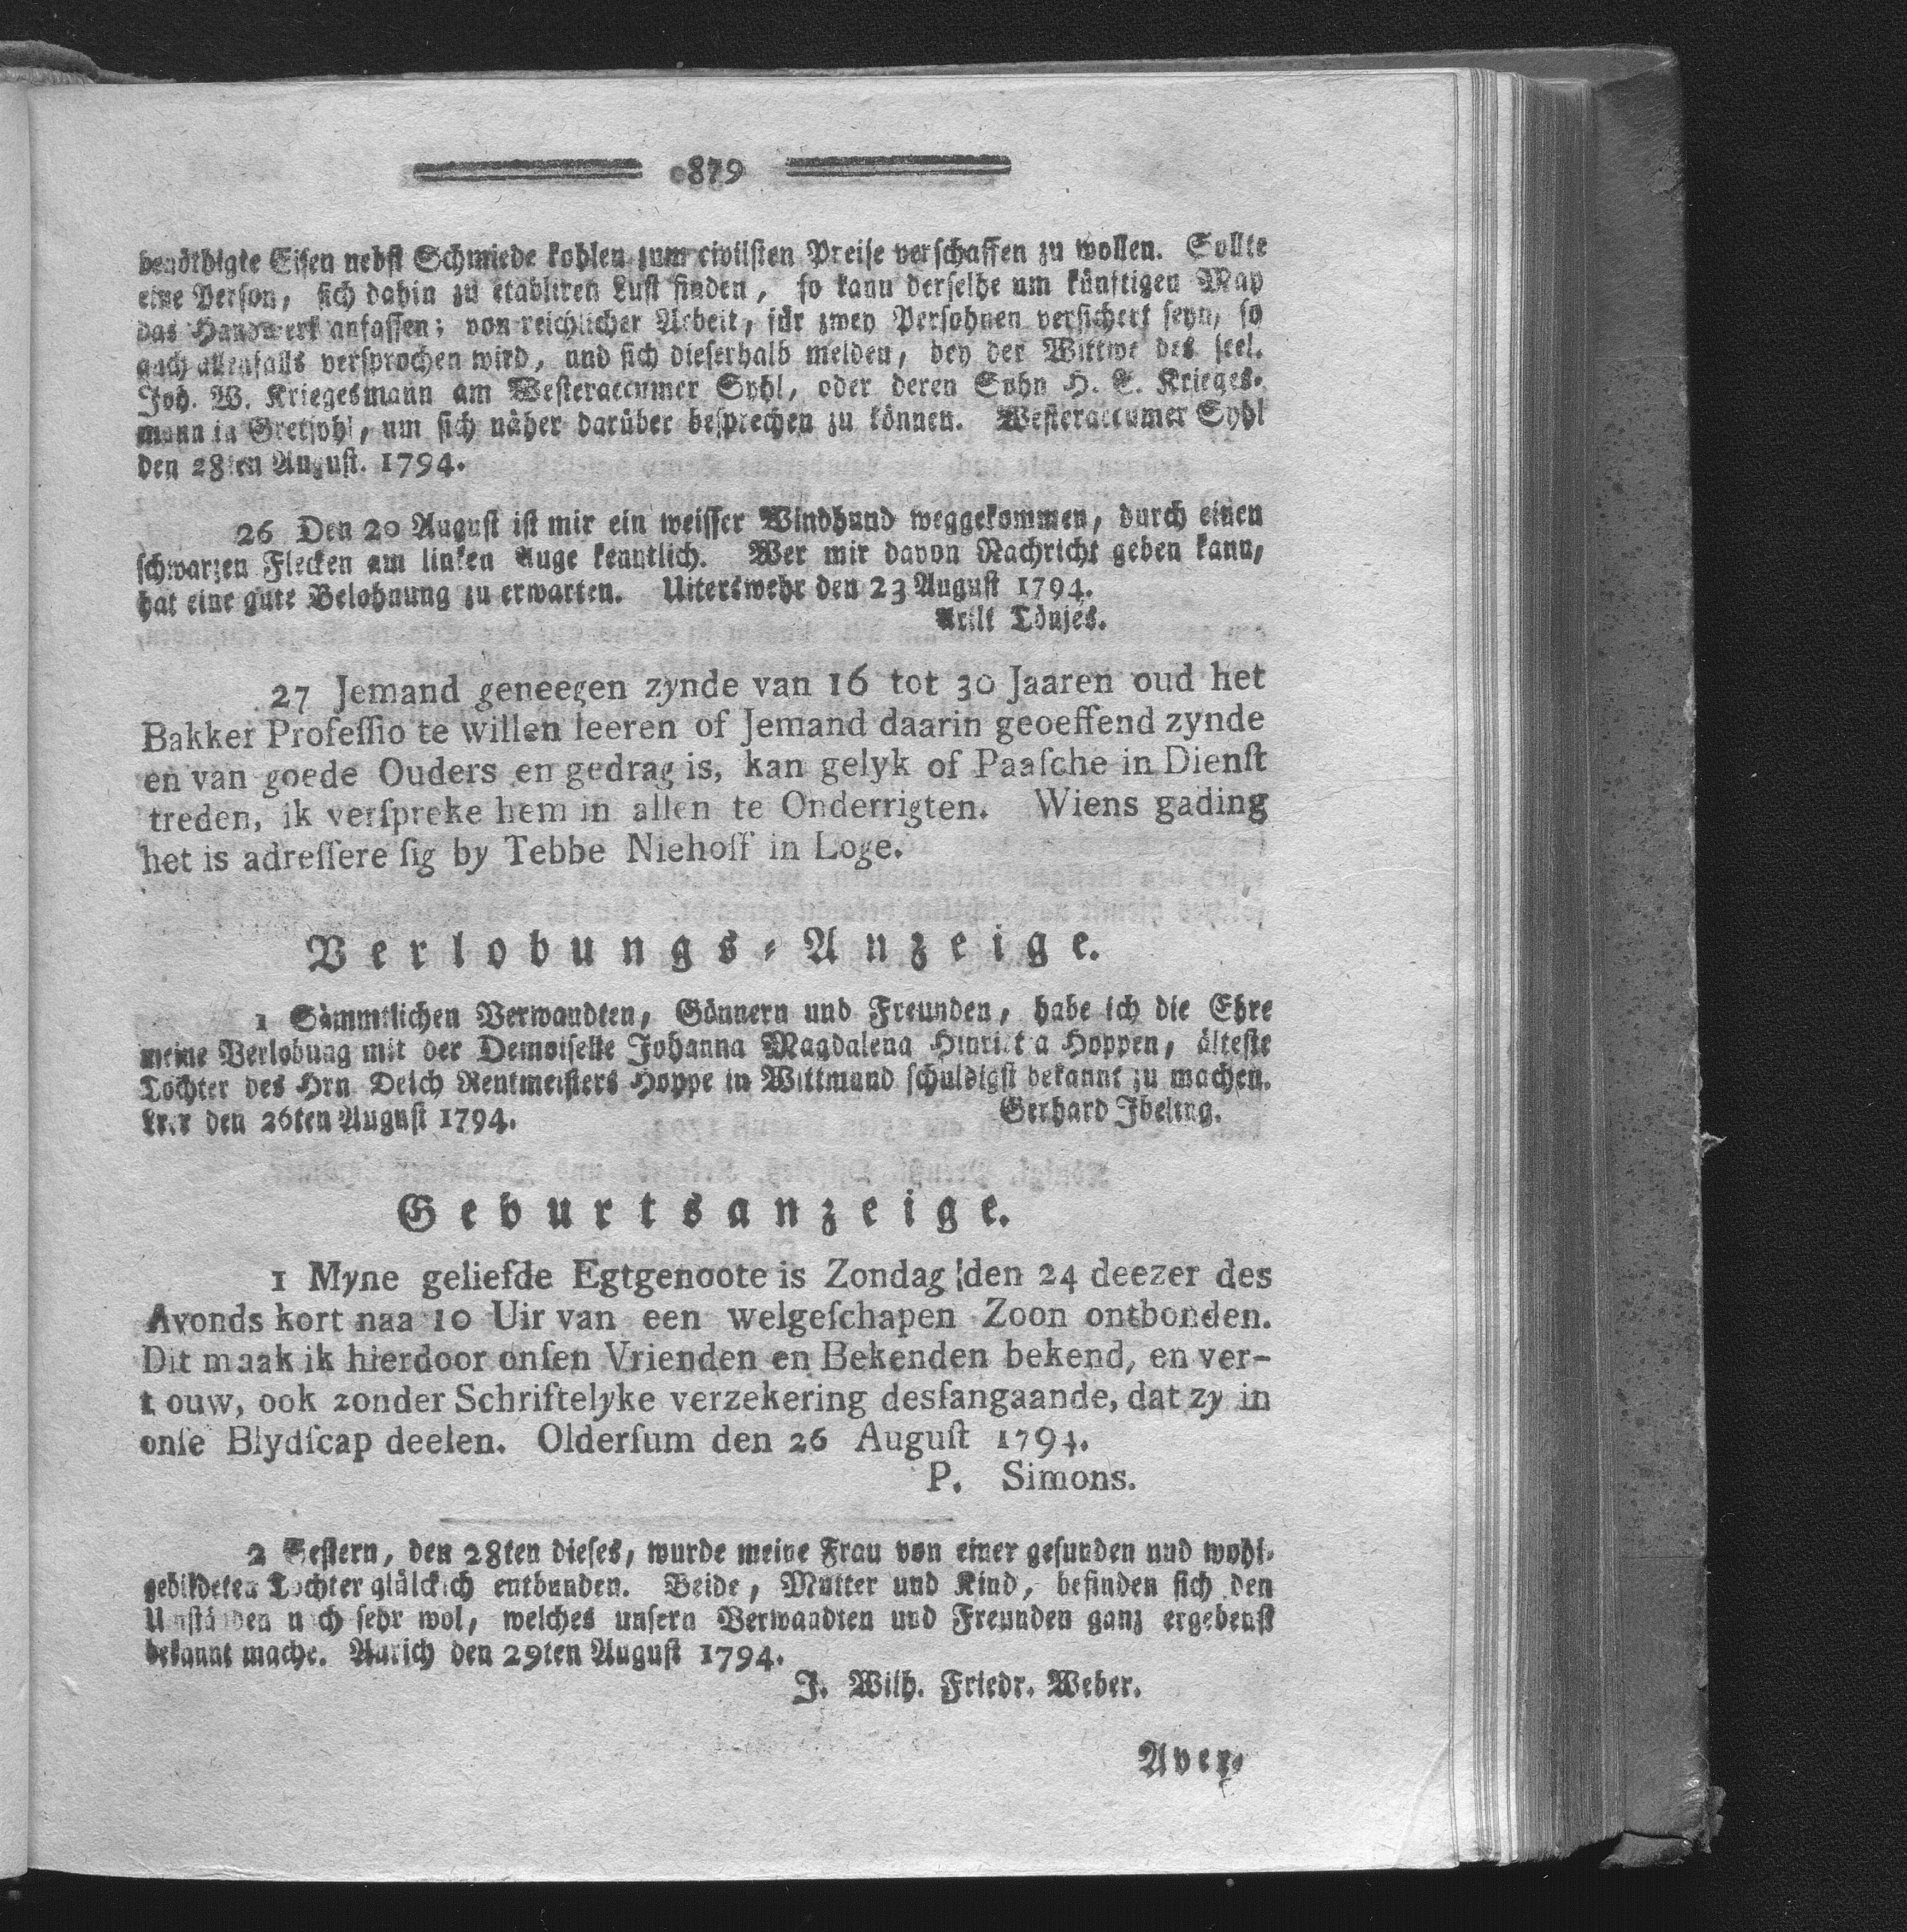 879
benöthigte Eisen nebst Schmiede kohlen zum civilsten Preise verschaffen zu wollen. Sollte
eine Person, sich dahin zu etabliren Lust finden, so kann derselbe um künftigen May
das Handwerk anfassen; von reichlicher Arbeit, für zwey Persohnen versichert seyn, so
auch allenfalls versprochen wird, und sich dieserhalb melden, bey der Wittwe des seel.
Joh. W. Kriegesmann am Westeraccumer Syhl, oder deren Sohn H. E. Krieges-
mann in Gretsyhl, um sich näher darüber besprechen zu können. Westeraccumer Syhl
den 28ten August. 1794.
26 Den 20 August ist mir ein weisser Windhund weggekommen, durch einen
schwarzen Flecken am linken Auge kenntlich. Wer mir davon Nachricht geben kann,
hat eine gute Belohnung zu erwarten. Uiterswehr den 23 August 1794.
Tönjes.
27 Jemand geneegen zynde van 16 tot 30 Jaaren oud het
Bakker Professio te willen leeren of Jemand daarin geoeffend zynde
en van goede Ouders en gedrag is, kan gelyk of Paasche in Dienst
treden, ik verspreke hem in allen te Onderrigten. Wiens gading
het is adressere sig by Tebbe Niehoff in Loge.
Verlobungs-Anzeige.
1 Sämmtlichen Verwandten, Gönnern und Freunden, habe ich die Ehre
meine Verlobung mit der Demoiselle Johanna Magdalena Hoppen, älteste
Tochter des Hrn Deich Rentmeisters Hoppe in Wittmund schuldigst bekannt zu machen.
Leer den 26ten August 1794. Gerhard Ibeling.
Geburtsanzeige.
1 Myne geliefde Egtgenoote is Zondag den 24 deezer des
Avonds kort naa 10 Uir van een welgeschapen Zoon ontbonden.
Dit maak ik hierdoor onsen Vrienden en Bekenden bekend, en ver-
t ouw, ook zonder Schriftelyke verzekering desfangaande, dat zy in
onse Blydscap deelen. Oldersum den 26 August 1794.
P. Simons.
2 Gestern, den 28ten dieses, wurde meine Frau von einer gesunden und wohl-
gebildeten Tochter glülcklich entbunden. Beide, Mutter und Kind, befinden sich den
Umständen nach sehr wol, welches unsern Verwandten und Freunden ganz ergebenst
bekannt mache. Aurich den 29ten August 1794.
J. Wilh. Friedr. Weber.
Aver-